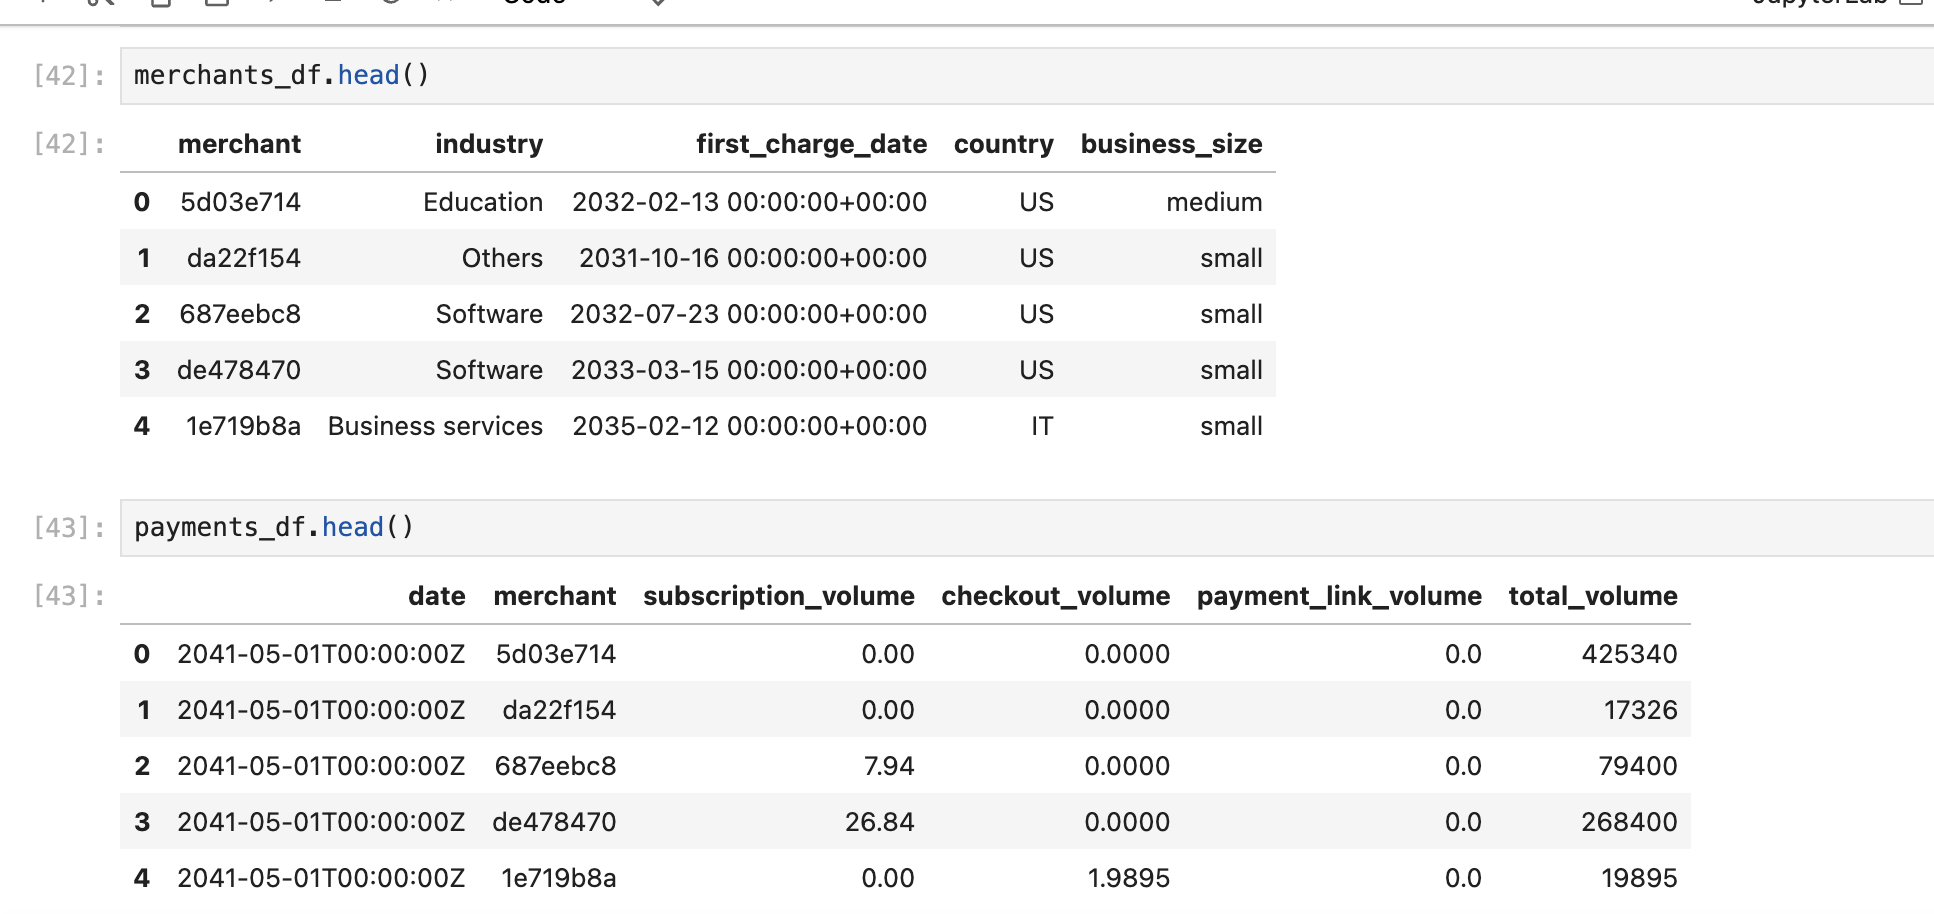 Code JupyterLab
[42]: merchants_df.head()
[42]: merchant industry first_charge_date country business_size
0 5d03e714 Education 2032-02-13 00:00:00+00:00 US medium
1 da22f154 Others 2031-10-16 00:00:00+00:00 US small
2 687eebc8 Software 2032-07-23 00:00:00+00:00 US small
3 de478470 Software 2033-03-15 00:00:00+00:00 US small
4 1e719b8a Business services 2035-02-12 00:00:00+00:00 IT small
[43]: payments_df.head()
[43]: date merchant subscription_volume checkout_volume payment_link_volume total_volume
0 2041-05-01T00:00:00Z 5d03e714 0.00 0.0000 0.0 425340
1 2041-05-01T00:00:00Z da22f154 0.00 0.0000 0.0 17326
2 2041-05-01T00:00:00Z 687eebc8 7.94 0.0000 0.0 79400
3 2041-05-01T00:00:00Z de478470 26.84 0.0000 0.0 268400
4 2041-05-01T00:00:00Z 1e719b8a 0.00 1.9895 0.0 19895